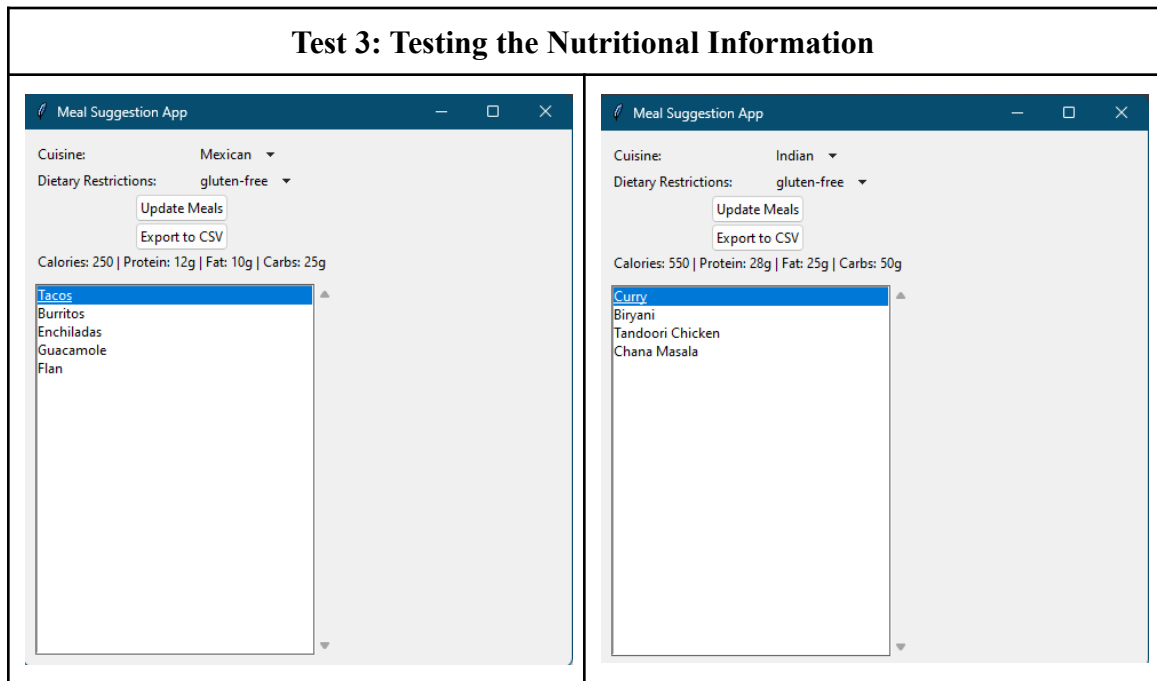 Test 3: Testing the Nutritional Information
Meal Suggestion App
Cuisine: Mexican
Dietary Restrictions: gluten-free
Update Meals
Export to CSV
Calories: 250 | Protein: 12g | Fat: 10g | Carbs: 25g
Tacos
Burritos
Enchiladas
Guacamole
Flan
Meal Suggestion App
Cuisine: Indian
Dietary Restrictions: gluten-free
Update Meals
Export to CSV
Calories: 550 | Protein: 28g | Fat: 25g | Carbs: 50g
Curry
Biryani
Tandoori Chicken
Chana Masala